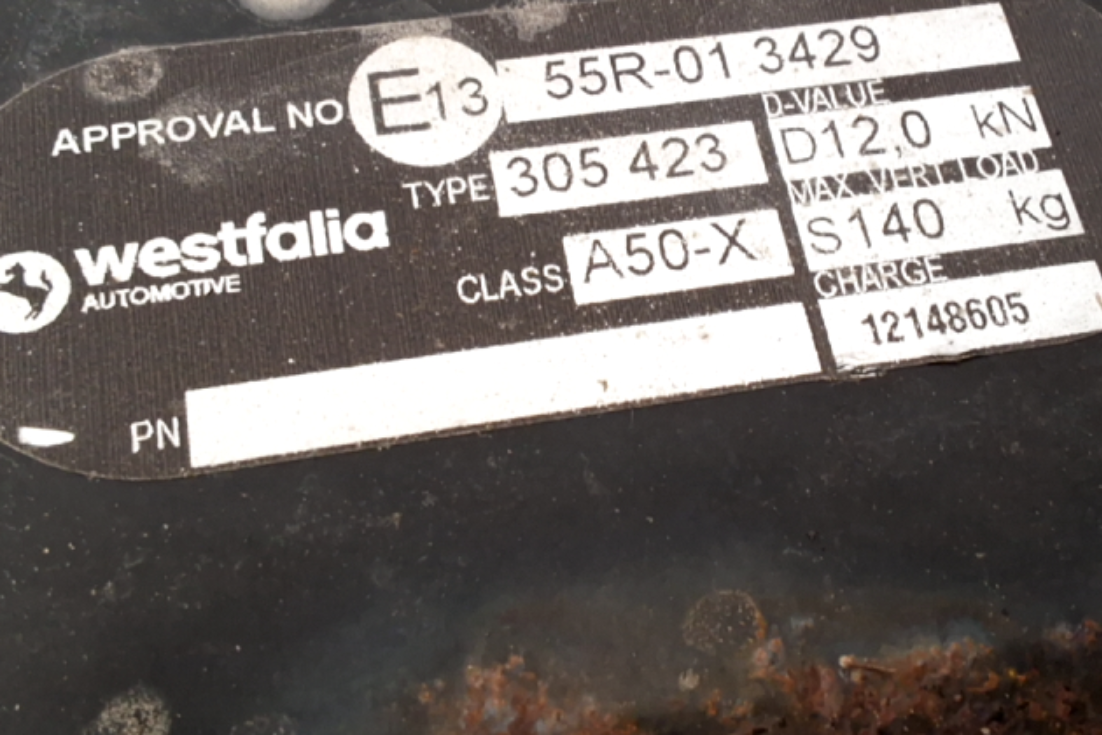 APPROVAL NO E13 55R-01 3429
TYPE 305 423
D-VALUE
D12,0 kN
MAX. VERT. LOAD
S140 kg
westfalia
AUTOMOTIVE
CLASS A50-X
CHARGE
12148605
PN